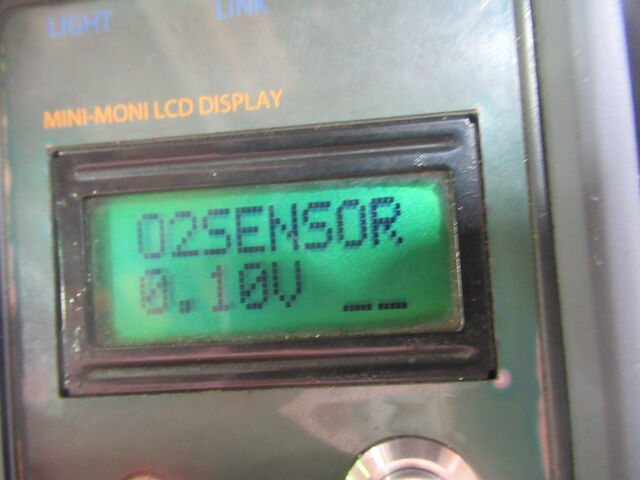 LIGHT LINK
MINI-MONI LCD DISPLAY
O2SENSOR
0.10V __